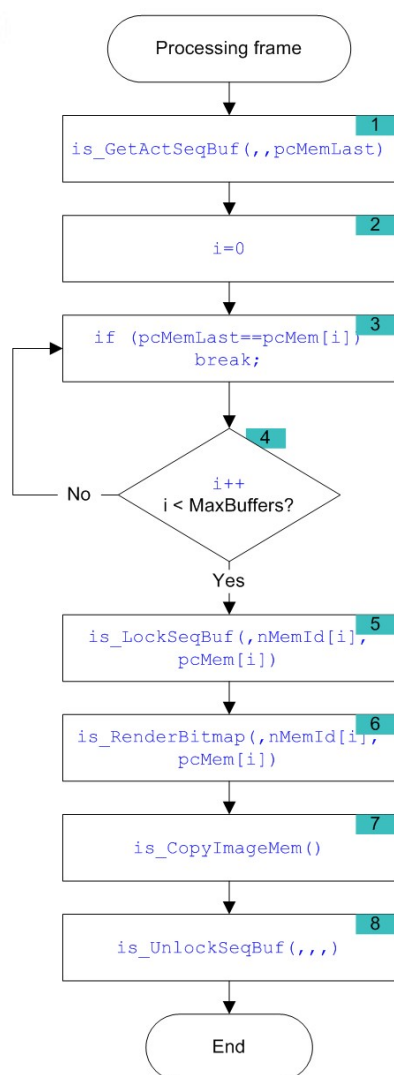 Processing frame
1
is_GetActSeqBuf(,,pcMemLast)
2
i=0
3
if (pcMemLast==pcMem[i])
break;
4
i++
i < MaxBuffers?
No
Yes
5
is_LockSeqBuf(,nMemId[i],
pcMem[i])
6
is_RenderBitmap(,nMemId[i],
pcMem[i])
7
is_CopyImageMem()
8
is_UnlockSeqBuf(,,,)
End